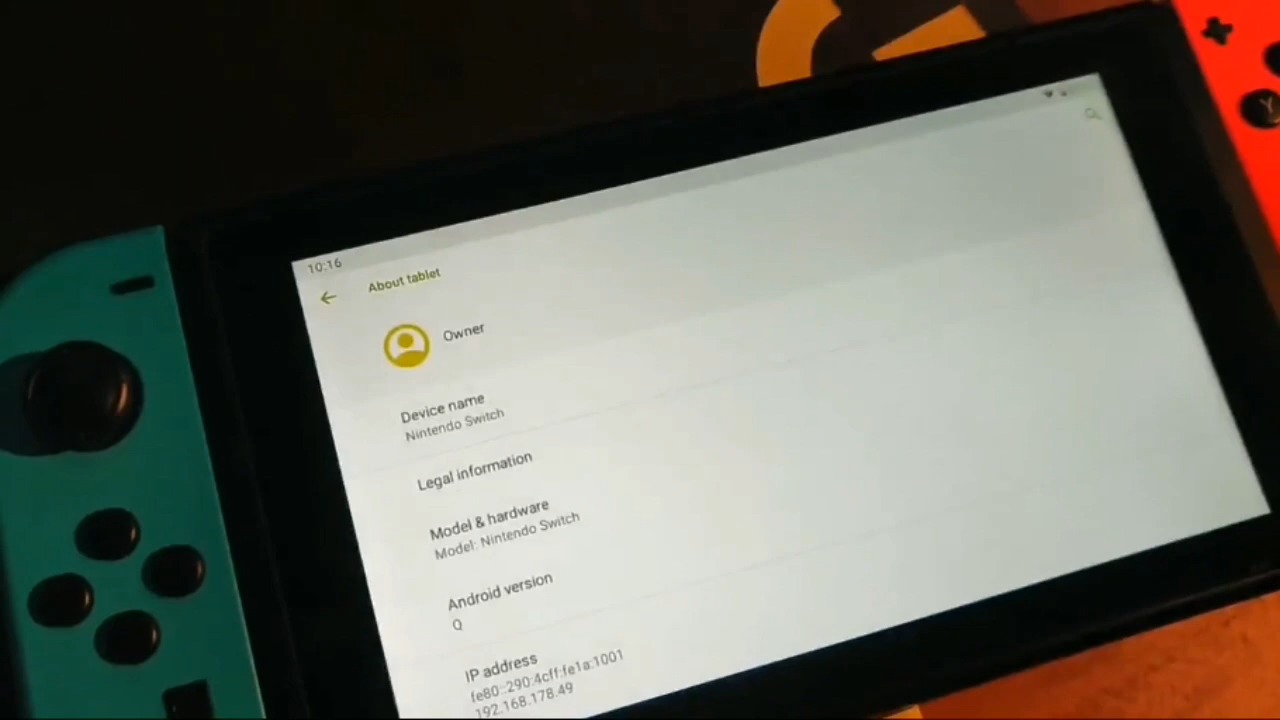 10:16
About tablet
Owner
Device name
Nintendo Switch
Legal information
Model & hardware
Model: Nintendo Switch
Android version
Q
IP address
fe80::290:4cff:fe1a:1001
192.168.178.49
Y